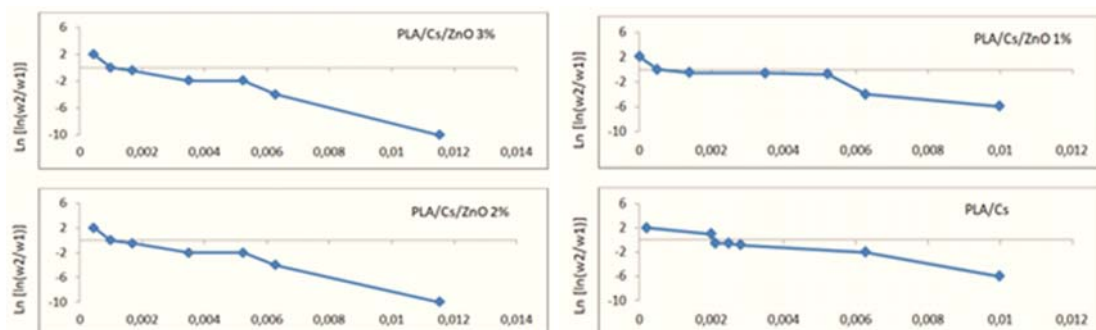 PLA/Cs/ZnO 3%
Ln [ln(w2/w1)]
6
2
-2
-6
-10
0 0,002 0,004 0,006 0,008 0,01 0,012 0,014
PLA/Cs/ZnO 1%
Ln [ln(w2/w1)]
6
2
-2
-6
-10
0 0,002 0,004 0,006 0,008 0,01 0,012
PLA/Cs/ZnO 2%
Ln [ln(w2/w1)]
6
2
-2
-6
-10
0 0,002 0,004 0,006 0,008 0,01 0,012 0,014
PLA/Cs
Ln [ln(w2/w1)]
6
2
-2
-6
-10
0 0,002 0,004 0,006 0,008 0,01 0,012